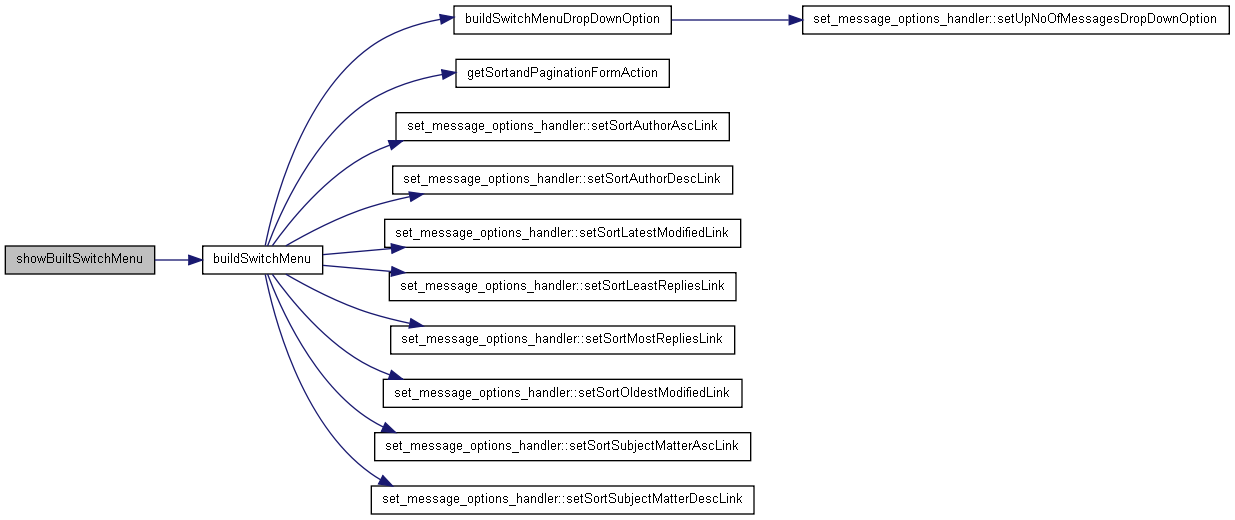 buildSwitchMenuDropDownOption
set_message_options_handler::setUpNoOfMessagesDropDownOption
getSortandPaginationFormAction
set_message_options_handler::setSortAuthorAscLink
set_message_options_handler::setSortAuthorDescLink
set_message_options_handler::setSortLatestModifiedLink
showBuiltSwitchMenu
buildSwitchMenu
set_message_options_handler::setSortLeastRepliesLink
set_message_options_handler::setSortMostRepliesLink
set_message_options_handler::setSortOldestModifiedLink
set_message_options_handler::setSortSubjectMatterAscLink
set_message_options_handler::setSortSubjectMatterDescLink